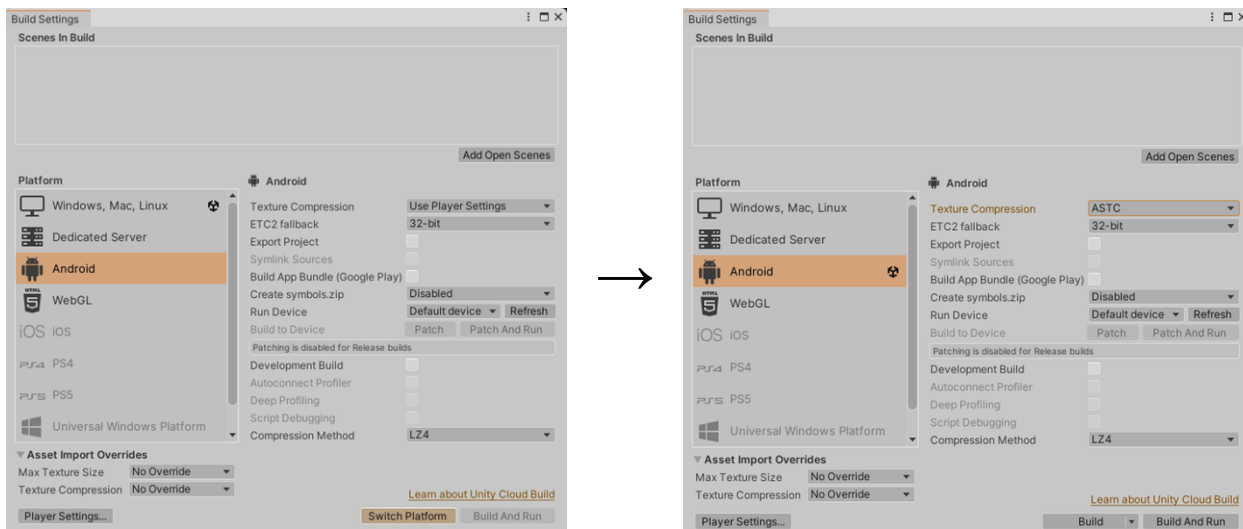 Build Settings
Scenes In Build
Add Open Scenes
Platform
Windows, Mac, Linux
Dedicated Server
Android
HTML 5 WebGL
iOS iOS
PS4 PS4
PS5 PS5
Universal Windows Platform
Android
Texture Compression Use Player Settings
ETC2 fallback 32-bit
Export Project
Symlink Sources
Build App Bundle (Google Play)
Create symbols.zip Disabled
Run Device Default device Refresh
Build to Device Patch Patch And Run
Patching is disabled for Release builds
Development Build
Autoconnect Profiler
Deep Profiling
Script Debugging
Compression Method LZ4
Asset Import Overrides
Max Texture Size No Override
Texture Compression No Override
Learn about Unity Cloud Build
Player Settings... Switch Platform Build And Run
→
Build Settings
Scenes In Build
Add Open Scenes
Platform
Windows, Mac, Linux
Dedicated Server
Android
HTML 5 WebGL
iOS iOS
PS4 PS4
PS5 PS5
Universal Windows Platform
Android
Texture Compression ASTC
ETC2 fallback 32-bit
Export Project
Symlink Sources
Build App Bundle (Google Play)
Create symbols.zip Disabled
Run Device Default device Refresh
Build to Device Patch Patch And Run
Patching is disabled for Release builds
Development Build
Autoconnect Profiler
Deep Profiling
Script Debugging
Compression Method LZ4
Asset Import Overrides
Max Texture Size No Override
Texture Compression No Override
Learn about Unity Cloud Build
Player Settings... Build Build And Run